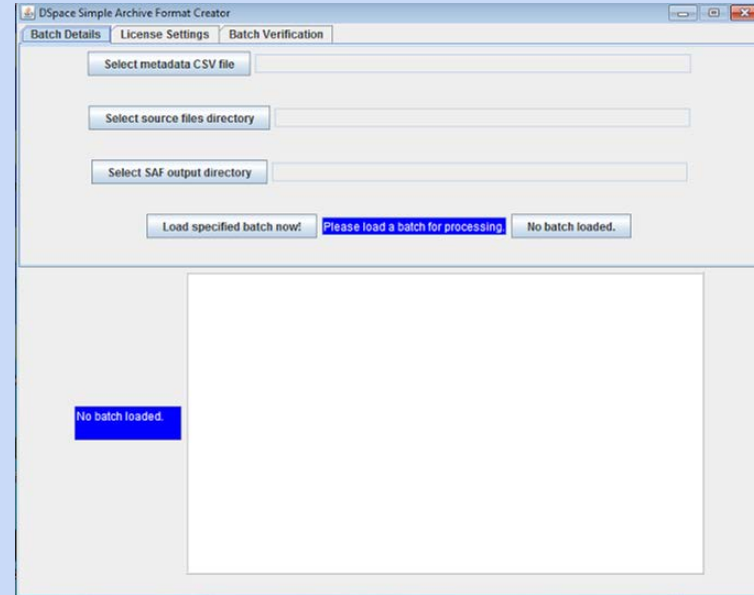 DSpace Simple Archive Format Creator
Batch Details License Settings Batch Verification
Select metadata CSV file
Select source files directory
Select SAF output directory
Load specified batch now! Please load a batch for processing. No batch loaded.
No batch loaded.